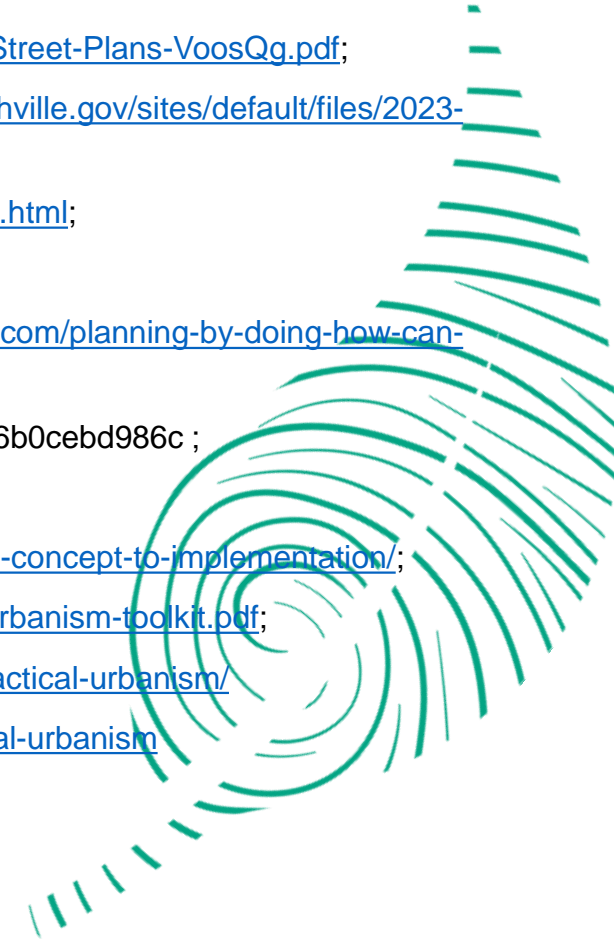 Street-Plans-VoosQg.pdf;
hville.gov/sites/default/files/2023-
.html;
.com/planning-by-doing-how-can-
6b0cebd986c ;
-concept-to-implementation/;
rbanism-toolkit.pdf;
actical-urbanism/
al-urbanism